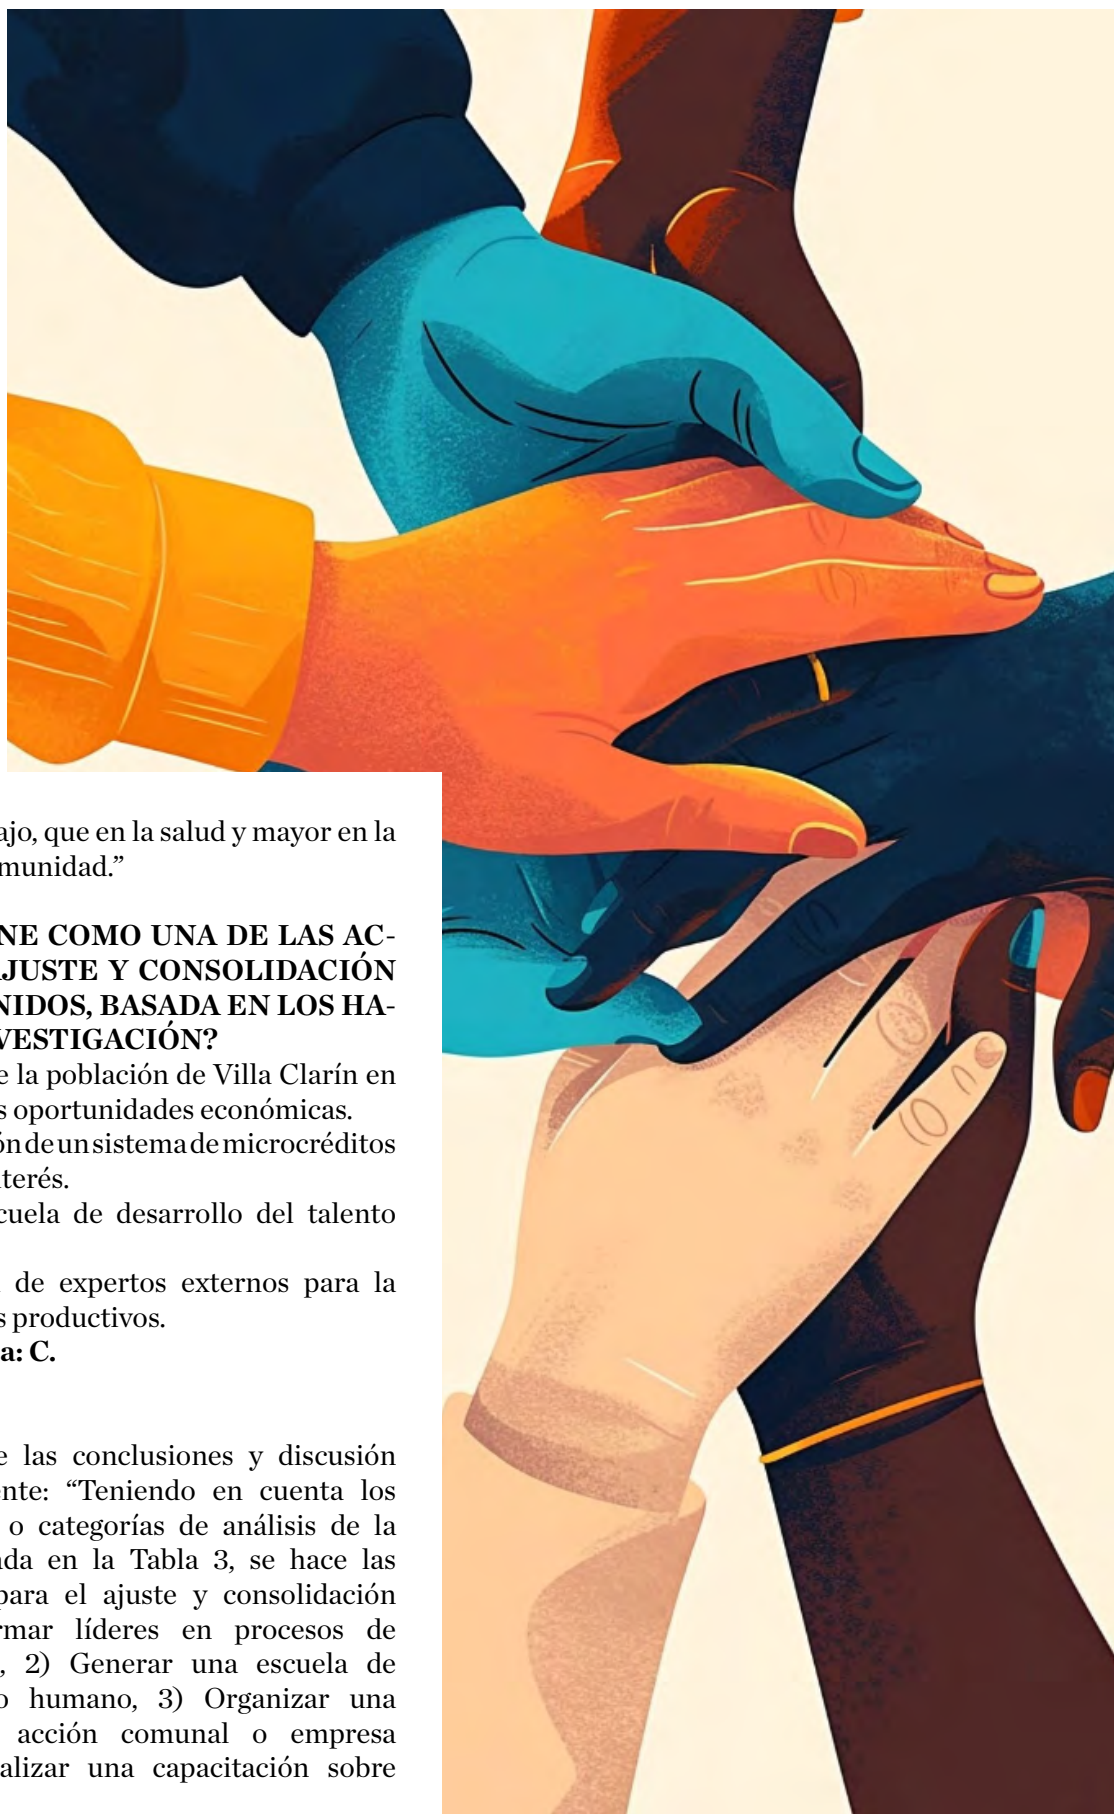 ajo, que en la salud y mayor en la
munidad.”
NE COMO UNA DE LAS AC-
AJUSTE Y CONSOLIDACIÓN
NIDOS, BASADA EN LOS HA-
VESTIGACIÓN?
e la población de Villa Clarín en
s oportunidades económicas.
ón de un sistema de microcréditos
nterés.
cuela de desarrollo del talento
de expertos externos para la
s productivos.
a: C.
e las conclusiones y discusión
ente: “Teniendo en cuenta los
o categorías de análisis de la
nda en la Tabla 3, se hace las
para el ajuste y consolidación
rmar líderes en procesos de
, 2) Generar una escuela de
o humano, 3) Organizar una
acción comunal o empresa
alizar una capacitación sobre